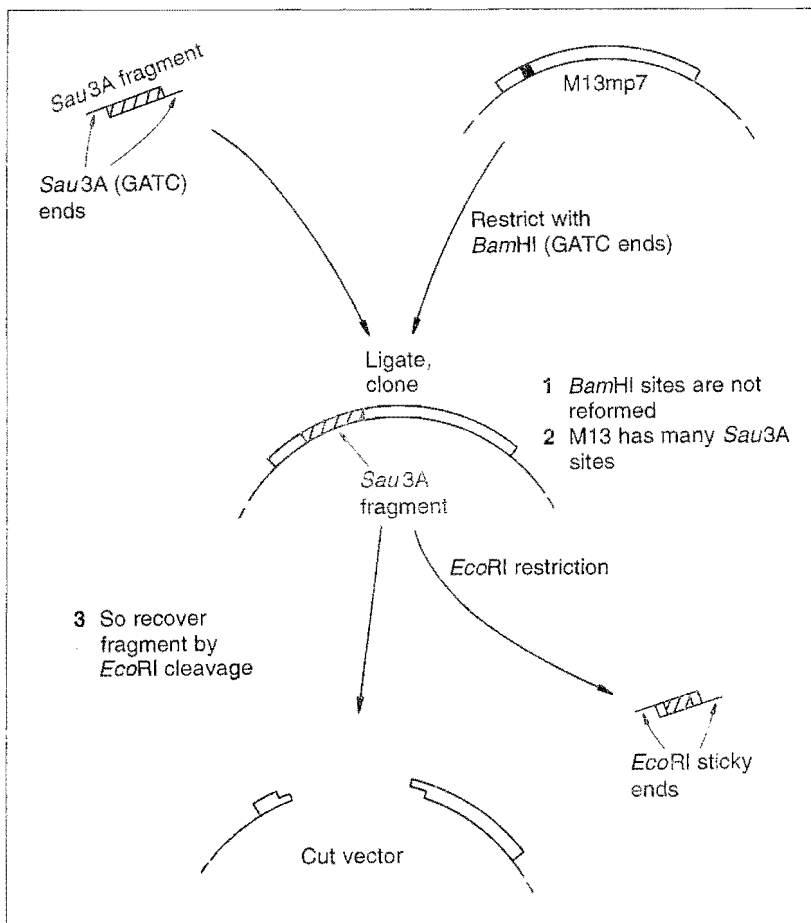 Sau3A fragment
Sau3A (GATC)
ends
M13mp7
Restrict with
BamHI (GATC ends)
Ligate,
clone
1 BamHI sites are not
reformed
2 M13 has many Sau3A
sites
Sau3A
fragment
EcoRI restriction
3 So recover
fragment by
EcoRI cleavage
EcoRI sticky
ends
Cut vector